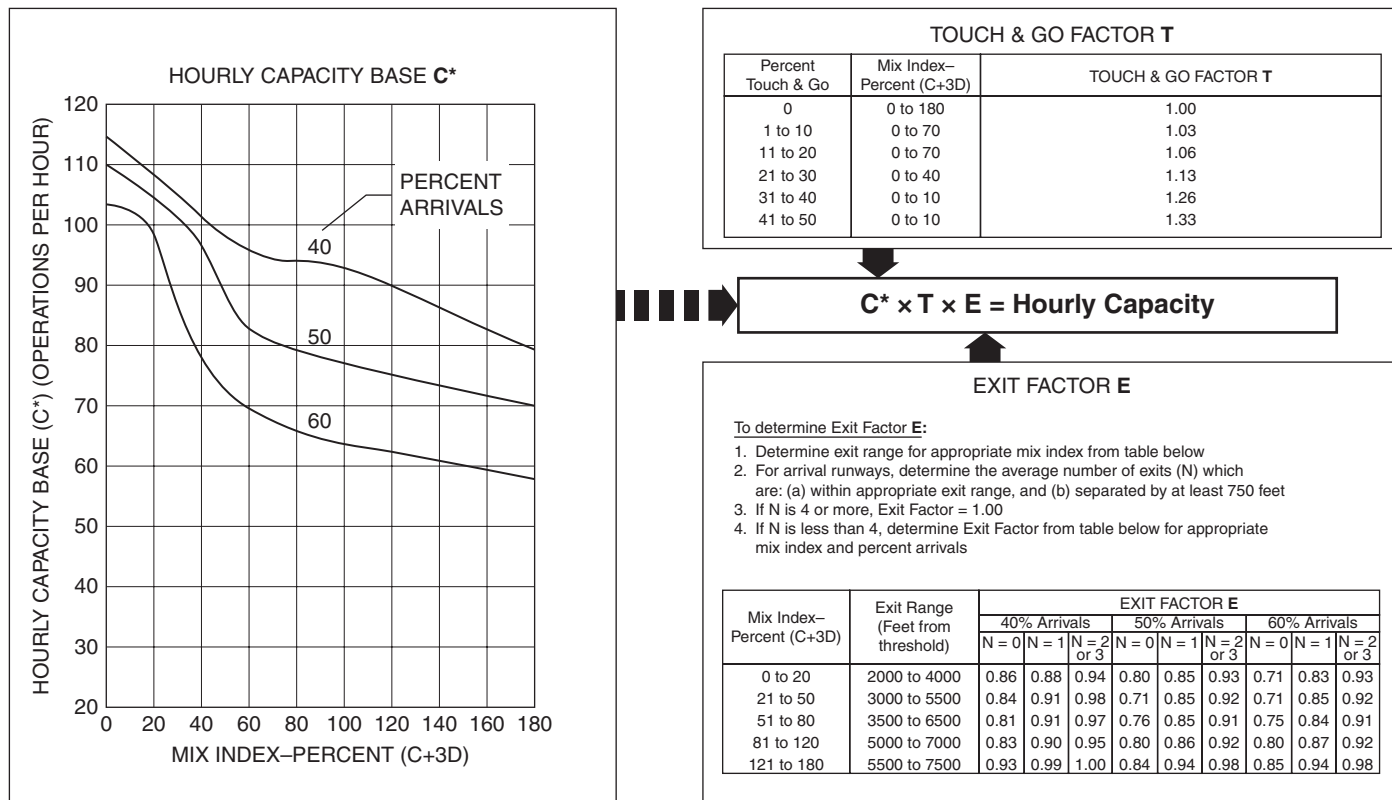 HOURLY CAPACITY BASE C*
HOURLY CAPACITY BASE (C*) (OPERATIONS PER HOUR)
120
110
100
90
80
70
60
50
40
30
20
PERCENT
ARRIVALS
40
50
60
0 20 40 60 80 100 120 140 160 180
MIX INDEX–PERCENT (C+3D)
TOUCH & GO FACTOR T
Percent Touch & Go Mix Index– Percent (C+3D) TOUCH & GO FACTOR T
0 0 to 180 1.00
1 to 10 0 to 70 1.03
11 to 20 0 to 70 1.06
21 to 30 0 to 40 1.13
31 to 40 0 to 10 1.26
41 to 50 0 to 10 1.33
C* × T × E = Hourly Capacity
EXIT FACTOR E
To determine Exit Factor E:
1. Determine exit range for appropriate mix index from table below
2. For arrival runways, determine the average number of exits (N) which
are: (a) within appropriate exit range, and (b) separated by at least 750 feet
3. If N is 4 or more, Exit Factor = 1.00
4. If N is less than 4, determine Exit Factor from table below for appropriate
mix index and percent arrivals
Mix Index– Percent (C+3D) Exit Range (Feet from threshold) EXIT FACTOR E
40% Arrivals 50% Arrivals 60% Arrivals
N = 0 N = 1 N = 2 or 3 N = 0 N = 1 N = 2 or 3 N = 0 N = 1 N = 2 or 3
0 to 20 2000 to 4000 0.86 0.88 0.94 0.80 0.85 0.93 0.71 0.83 0.93
21 to 50 3000 to 5500 0.84 0.91 0.98 0.71 0.85 0.92 0.71 0.85 0.92
51 to 80 3500 to 6500 0.81 0.91 0.97 0.76 0.85 0.91 0.75 0.84 0.91
81 to 120 5000 to 7000 0.83 0.90 0.95 0.80 0.86 0.92 0.80 0.87 0.92
121 to 180 5500 to 7500 0.93 0.99 1.00 0.84 0.94 0.98 0.85 0.94 0.98